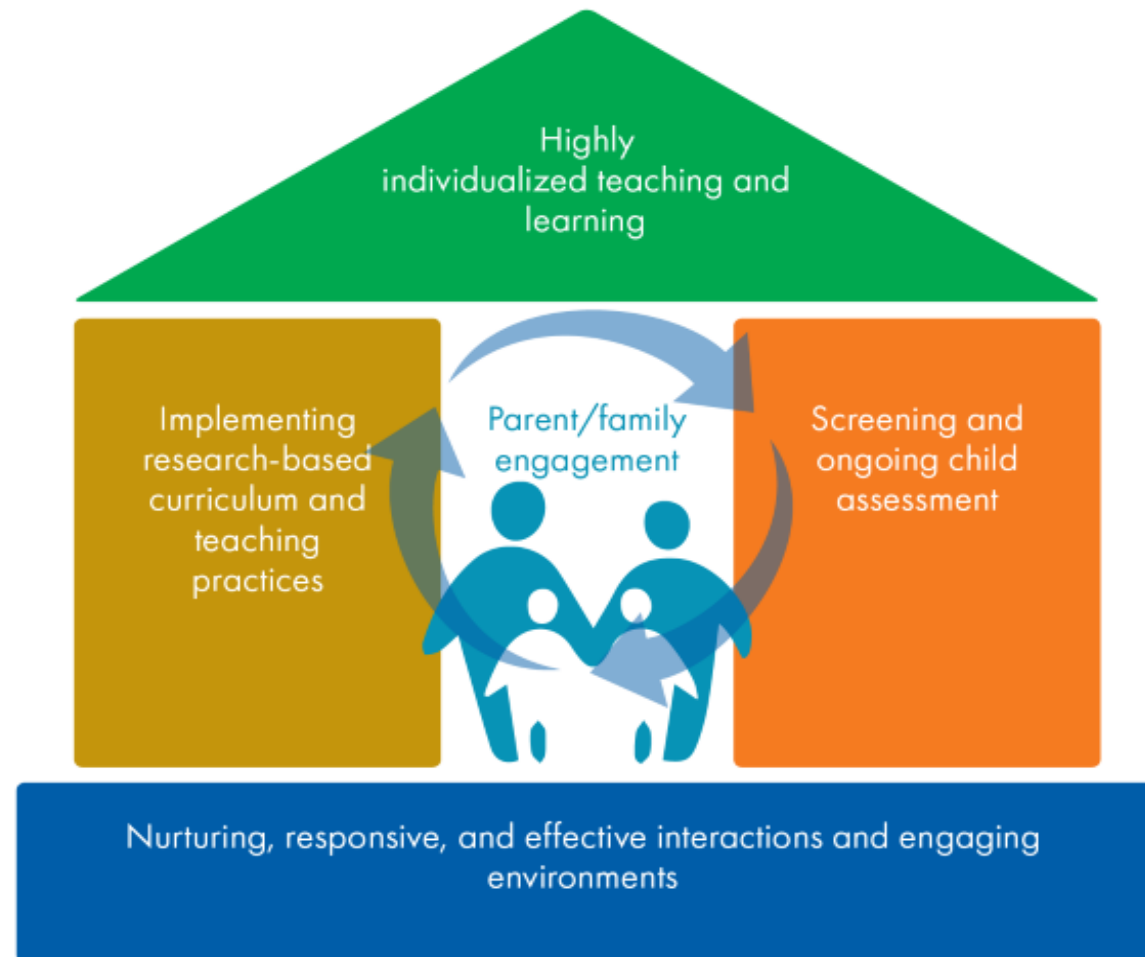 Highly
individualized teaching and
learning
Implementing
research-based
curriculum and
teaching
practices
Parent/family
engagement
Screening and
ongoing child
assessment
Nurturing, responsive, and effective interactions and engaging
environments